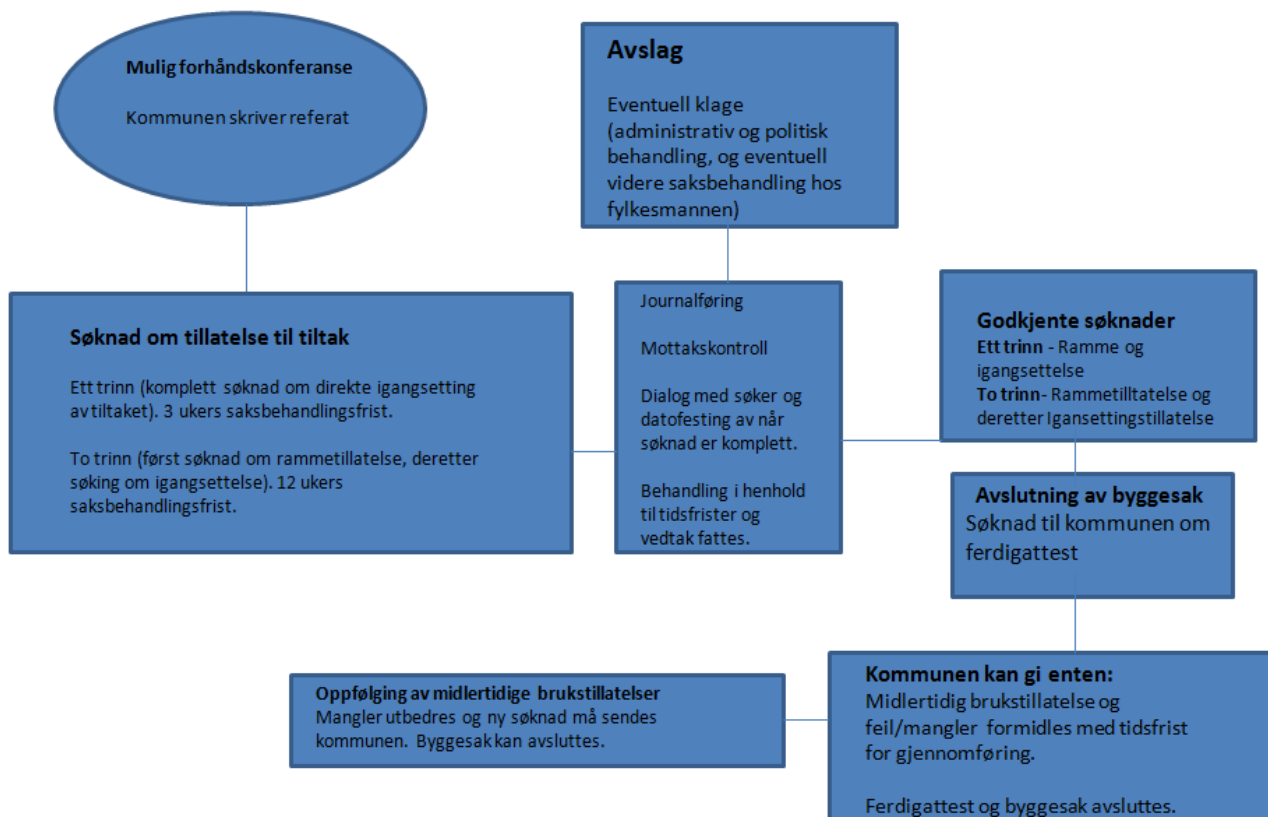 Mulig forhåndskonferanse
Kommunen skriver referat
Avslag
Eventuell klage
(administrativ og politisk
behandling, og eventuell
videre saksbehandling hos
fylkesmannen)
Søknad om tillatelse til tiltak
Ett trinn (komplett søknad om direkte igangsetting
av tiltaket). 3 ukers saksbehandlingsfrist.
To trinn (først søknad om rammetillatelse, deretter
søking om igangsettelse). 12 ukers
saksbehandlingsfrist.
Journalføring
Mottakskontroll
Dialog med søker og
datofesting av når
søknad er komplett.
Behandling i henhold
til tidsfrister og
vedtak fattes.
Godkjente søknader
Ett trinn - Ramme og
igangsettelse
To trinn- Rammetilltatelse og
deretter Igansettingstillatelse
Avslutning av byggesak
Søknad til kommunen om
ferdigattest
Kommunen kan gi enten:
Midlertidig brukstillatelse og
feil/mangler formidles med tidsfrist
for gjennomføring.
Ferdigattest og byggesak avsluttes.
Oppfølging av midlertidige brukstillatelser
Mangler utbedres og ny søknad må sendes
kommunen. Byggesak kan avsluttes.